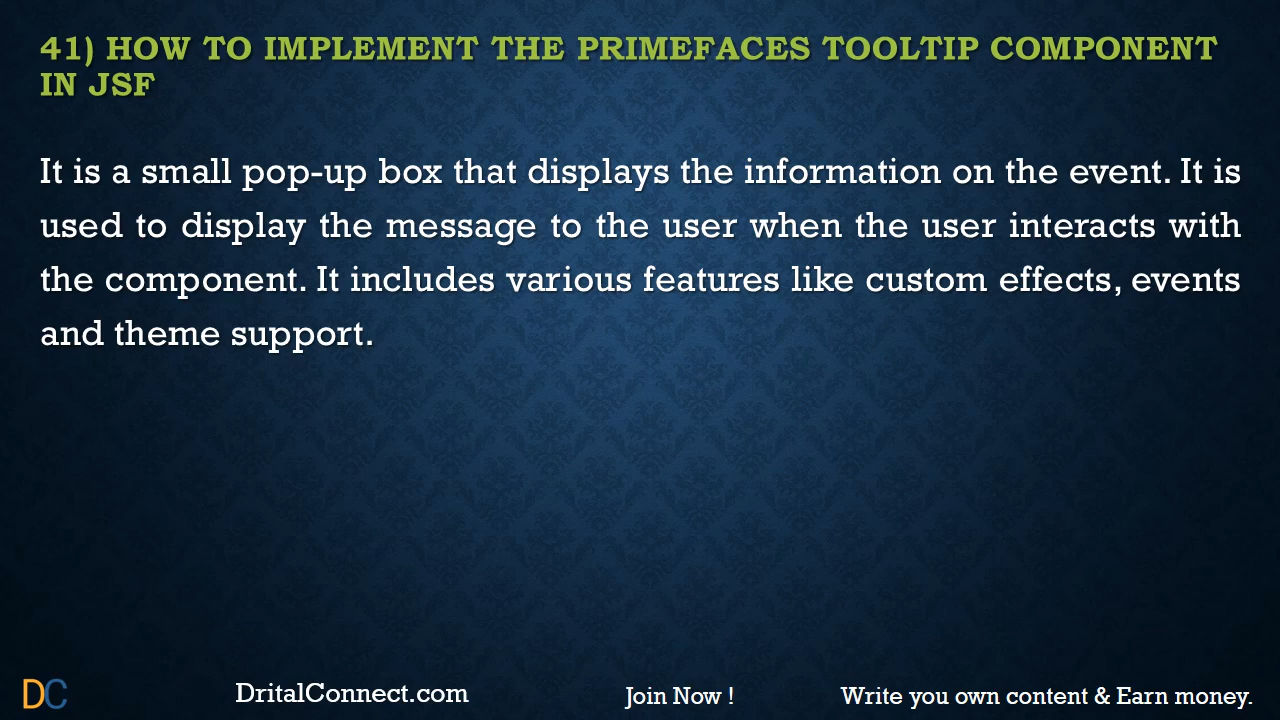 41) HOW TO IMPLEMENT THE PRIMEFACES TOOLTIP COMPONENT
IN JSF
It is a small pop-up box that displays the information on the event. It is
used to display the message to the user when the user interacts with
the component. It includes various features like custom effects, events
and theme support.
DC
DritalConnect.com
Join Now !
Write you own content & Earn money.